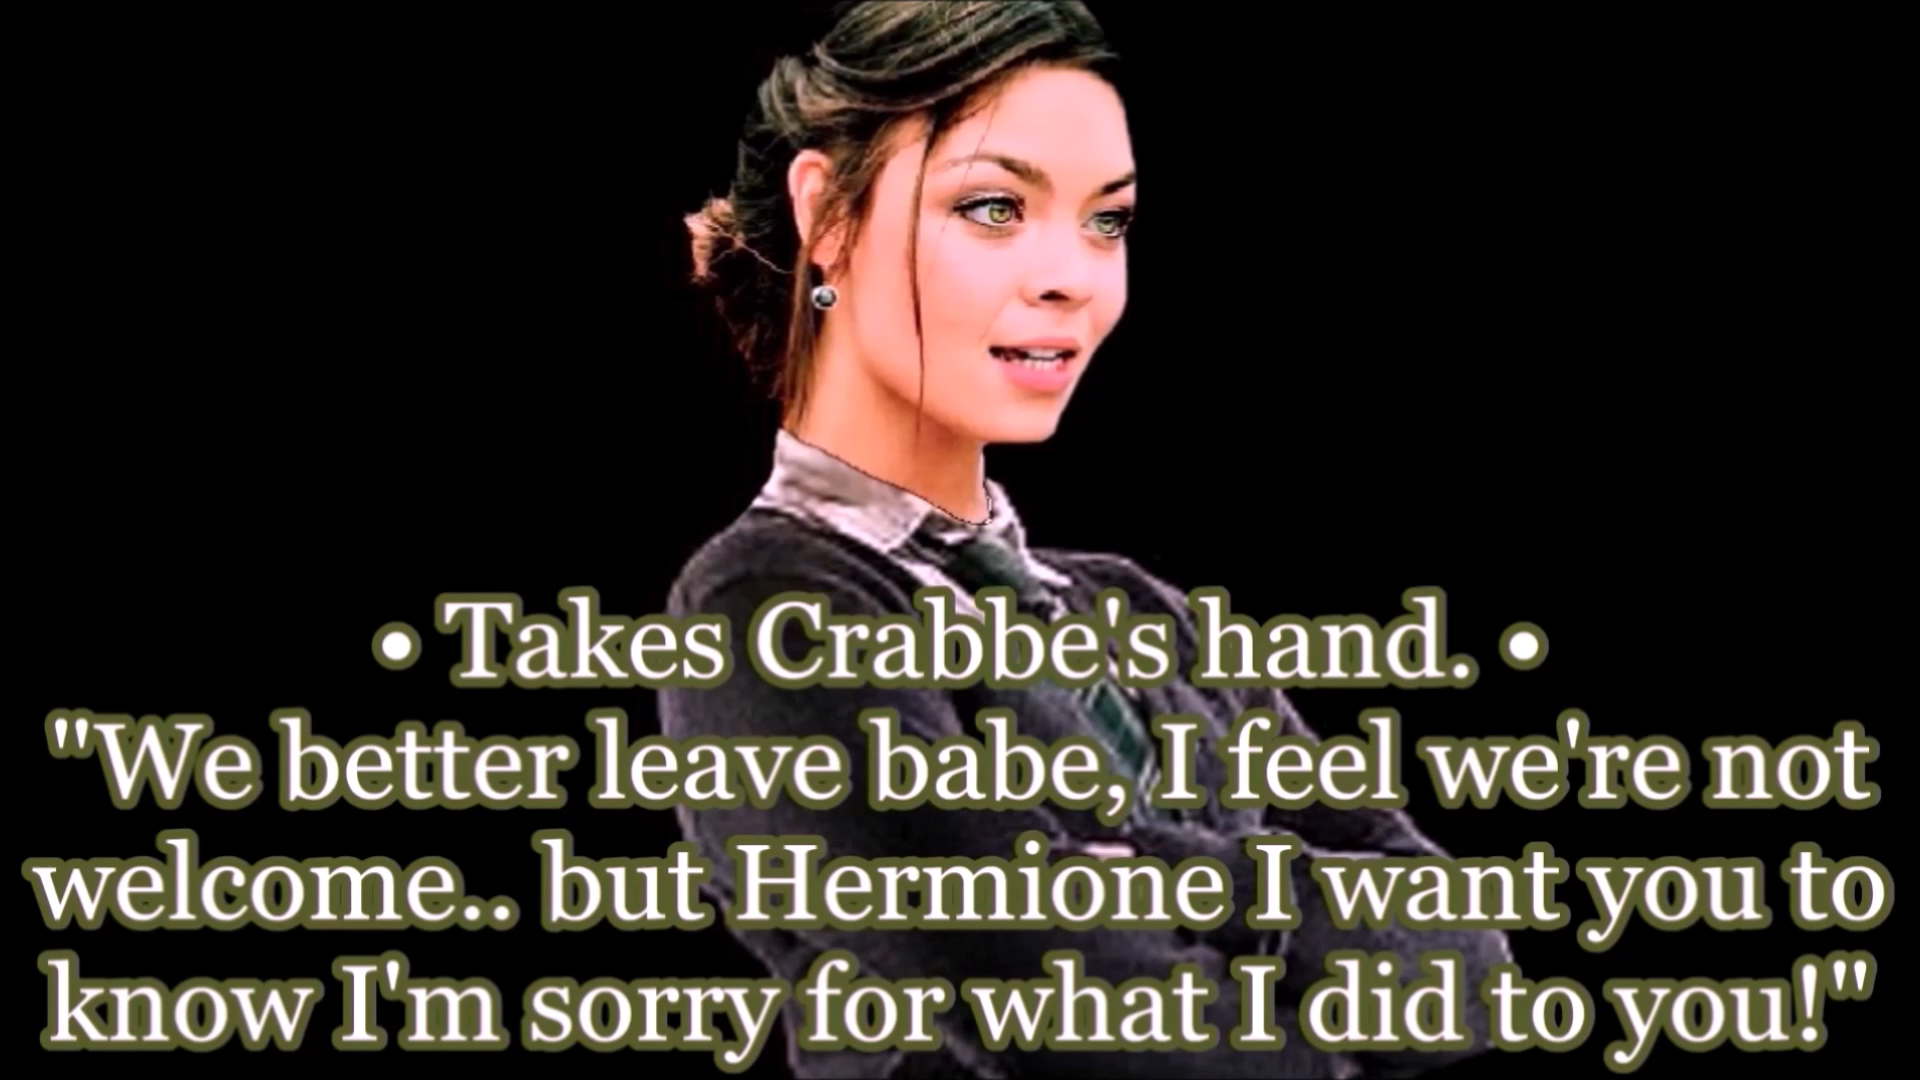 • Takes Crabbe's hand. •
"We better leave babe, I feel we're not
welcome.. but Hermione I want you to
know I'm sorry for what I did to you!"